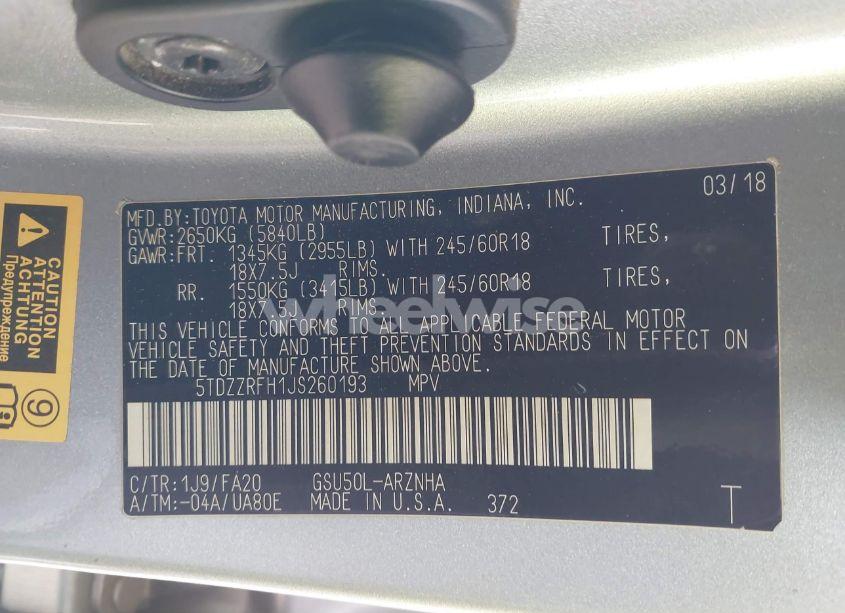 MFD.BY:TOYOTA MOTOR MANUFACTURING, INDIANA, INC. 03/18
GVWR:2650KG (5840LB)
GAWR:FRT. 1345KG (2955LB) WITH 245/60R18 TIRES,
18X7.5J RIMS.
RR. 1550KG (3415LB) WITH 245/60R18 TIRES,
18X7.5J RIMS.
THIS VEHICLE CONFORMS TO ALL APPLICABLE FEDERAL MOTOR
VEHICLE SAFETY AND THEFT PREVENTION STANDARDS IN EFFECT ON
THE DATE OF MANUFACTURE SHOWN ABOVE.
5TDZZRFH1JS260193 MPV
C/TR:1J9/FA20 GSU50L-ARZNHA
A/TM:-04A/UA80E MADE IN U.S.A. 372 T
CAUTION
ATTENTION
ACHTUNG
Предупреждение
9
wheelwise